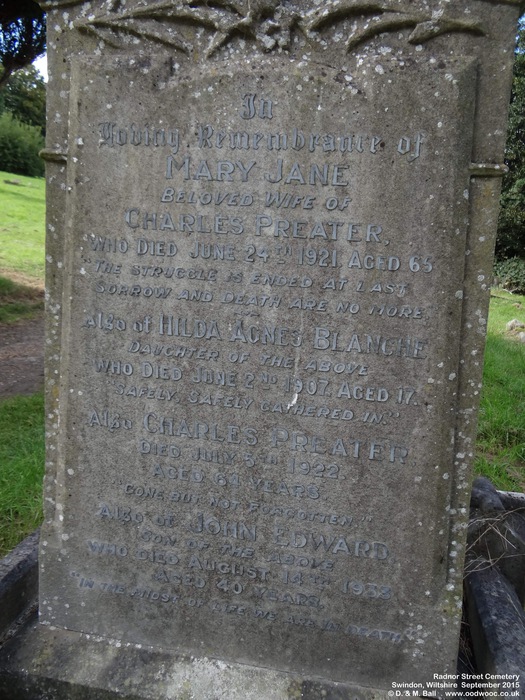 In
Loving Remembrance of
MARY JANE
BELOVED WIFE OF
CHARLES PREATER,
WHO DIED JUNE 24TH 1921, AGED 65
"THE STRUGGLE IS ENDED AT LAST
SORROW AND DEATH ARE NO MORE."
Also of HILDA AGNES BLANCHE
DAUGHTER OF THE ABOVE
WHO DIED JUNE 2ND 1907. AGED 17.
"SAFELY, SAFELY GATHERED IN."
Also CHARLES PREATER
DIED JULY 5TH 1922.
AGED YEARS
"GONE BUT NOT FORGOTTEN"
Also of JOHN EDWARD
SON OF THE ABOVE
WHO DIED AUGUST 14TH 1938
AGED 40 YEARS
"IN THE MIDST OF LIFE WE ARE IN DEATH"
Radnor Street Cemetery
Swindon, Wiltshire September 2015
© D. & M. Ball . www.oodwooc.co.uk